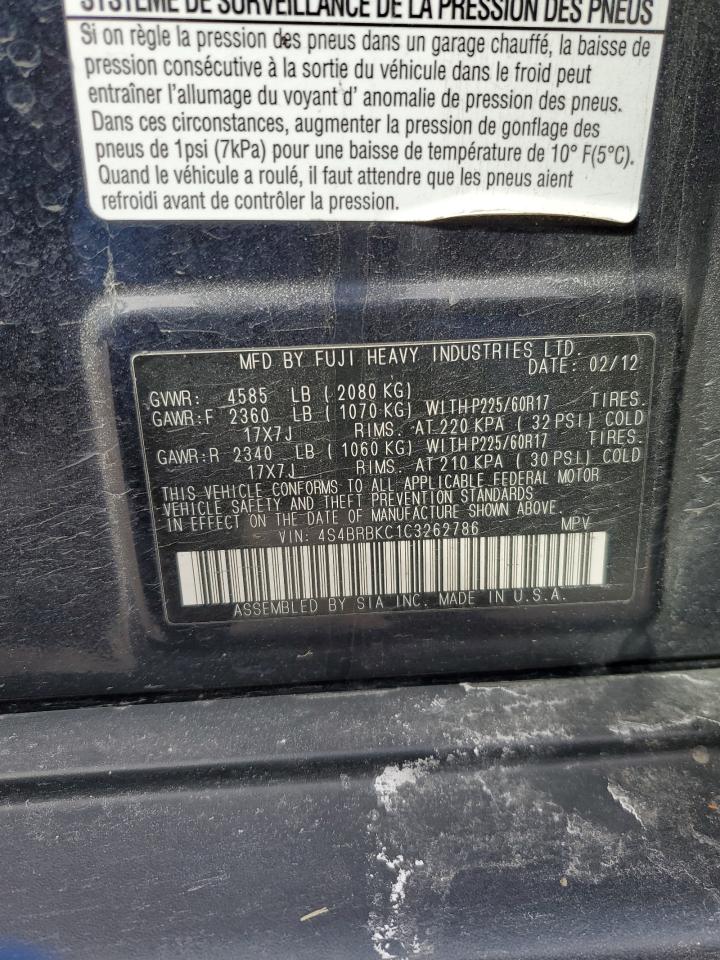 SYSTÈME DE SURVEILLANCE DE LA PRESSION DES PNEUS
Si on règle la pression des pneus dans un garage chauffé, la baisse de
pression consécutive à la sortie du véhicule dans le froid peut
entraîner l'allumage du voyant d' anomalie de pression des pneus.
Dans ces circonstances, augmenter la pression de gonflage des
pneus de 1psi (7kPa) pour une baisse de température de 10° F(5°C).
Quand le véhicule a roulé, il faut attendre que les pneus aient
refroidi avant de contrôler la pression.
MFD BY FUJI HEAVY INDUSTRIES LTD.
DATE: 02/12
GVWR: 4585 LB ( 2080 KG)
GAWR:F 2360 LB ( 1070 KG) WITH P225/60R17 TIRES.
17X7J RIMS. AT 220 KPA ( 32 PSI) COLD
GAWR:R 2340 LB ( 1060 KG) WITH P225/60R17 TIRES.
17X7J RIMS. AT 210 KPA ( 30 PSI) COLD
THIS VEHICLE CONFORMS TO ALL APPLICABLE FEDERAL MOTOR
VEHICLE SAFETY AND THEFT PREVENTION STANDARDS
IN EFFECT ON THE DATE OF MANUFACTURE SHOWN ABOVE.
VIN: 4S4BRBKC1C3262786 MPV
ASSEMBLED BY SIA INC. MADE IN U.S.A.